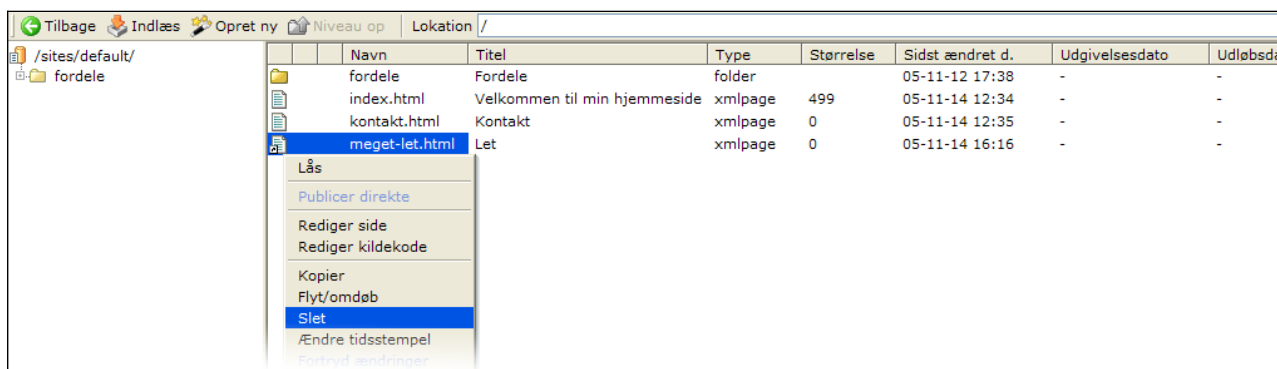 Tilbage Indlæs Opret ny Niveau op Lokation /
/sites/default/
fordele
Navn Titel Type Størrelse Sidst ændret d. Udgivelsesdato Udløbsda
fordele Fordele folder 05-11-12 17:38 - -
index.html Velkommen til min hjemmeside xmlpage 499 05-11-14 12:34 - -
kontakt.html Kontakt xmlpage 0 05-11-14 12:35 - -
meget-let.html Let xmlpage 0 05-11-14 16:16 - -
Lås
Publicer direkte
Rediger side
Rediger kildekode
Kopier
Flyt/omdøb
Slet
Ændre tidsstempel
Fortryd ændringer